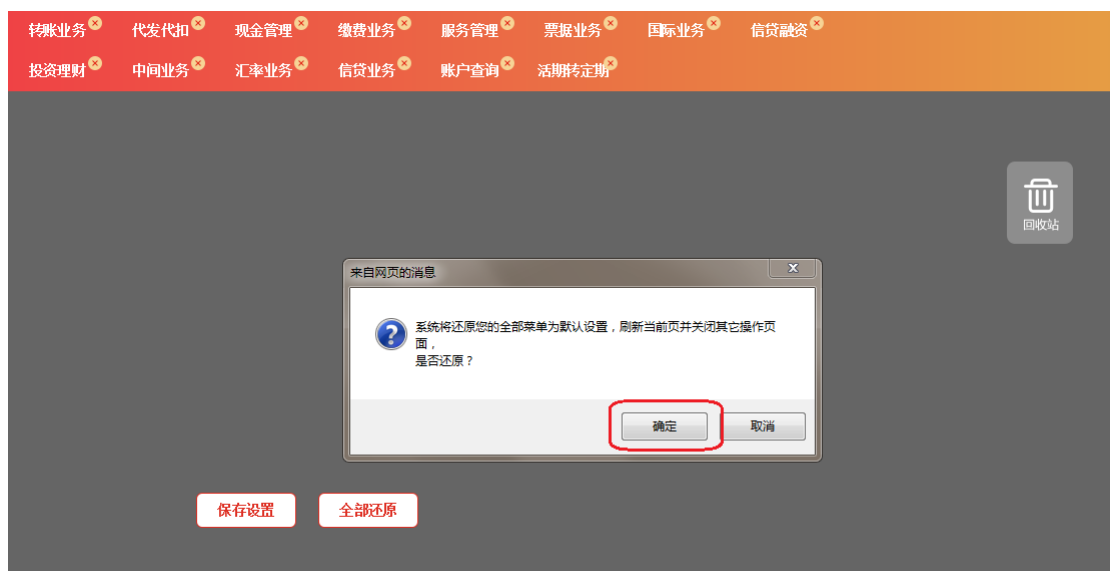 转账业务 代发代扣 现金管理 缴费业务 服务管理 票据业务 国际业务 信贷融资
投资理财 中间业务 汇率业务 信贷业务 账户查询 活期转定期
回收站
来自网页的消息
系统将还原您的全部菜单为默认设置，刷新当前页并关闭其它操作页
面，
是否还原？
确定 取消
保存设置 全部还原